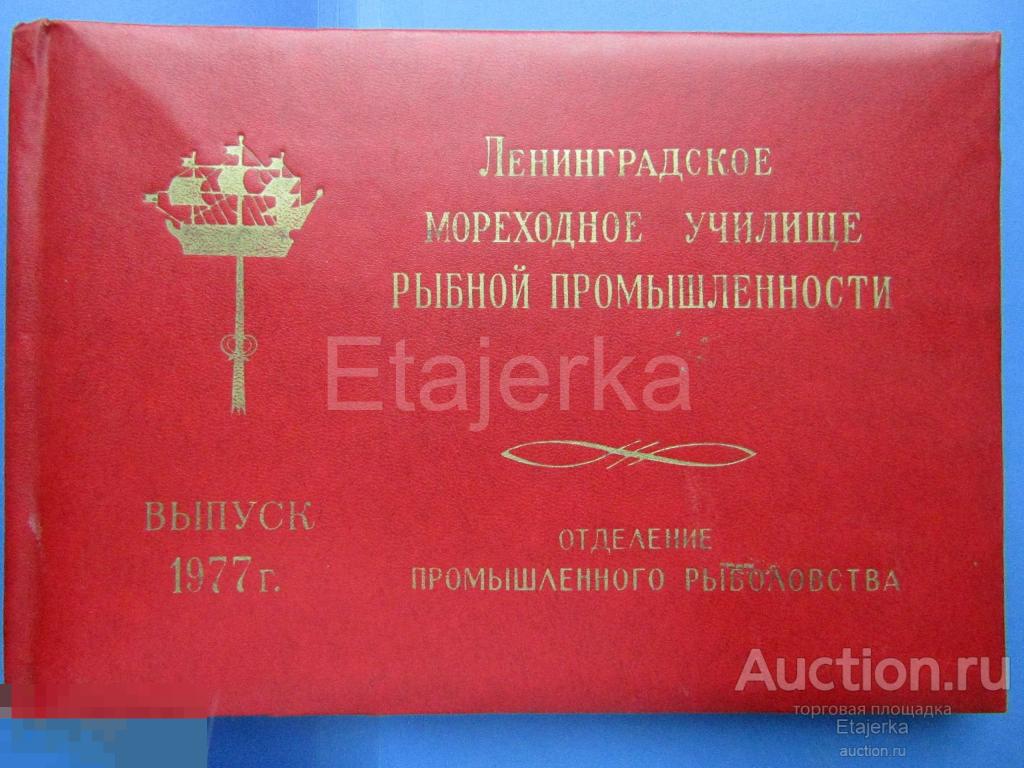 Ленинградское
мореходное училище
рыбной промышленности
Etajerka
выпуск
1977 г.
отделение
промышленного рыболовства
Auction.ru
торговая площадка
Etajerka
auction.ru